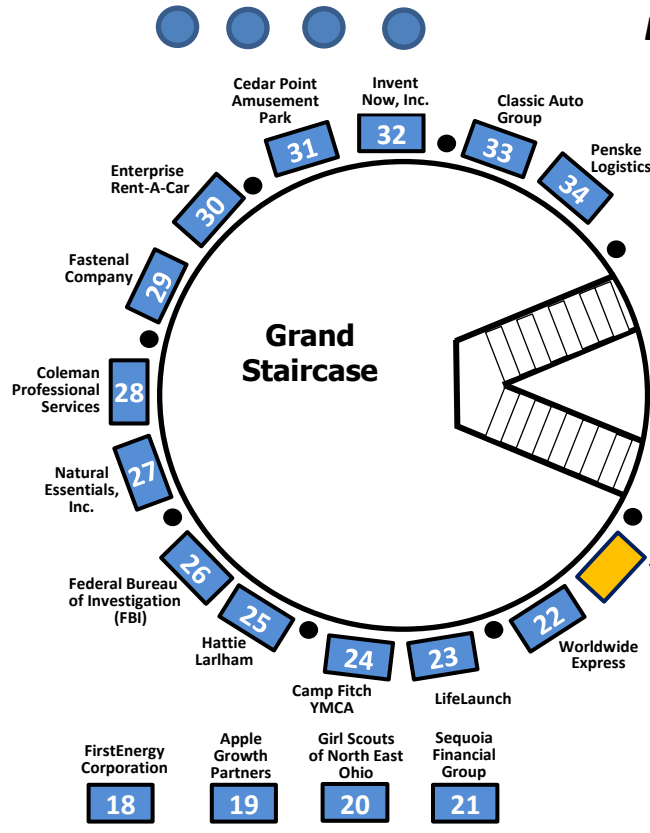 Cedar Point
Amusement
Park
31
Invent
Now, Inc.
32
Classic Auto
Group
33
Penske
Logistics
34
Enterprise
Rent-A-Car
30
Fastenal
Company
29
Grand
Staircase
Coleman
Professional
Services
28
Natural
Essentials,
Inc.
27
Federal Bureau
of Investigation
(FBI)
26
Hattie
Larlham
25
Camp Fitch
YMCA
24
LifeLaunch
23
Worldwide
Express
22
FirstEnergy
Corporation
18
Apple
Growth
Partners
19
Girl Scouts
of North East
Ohio
20
Sequoia
Financial
Group
21